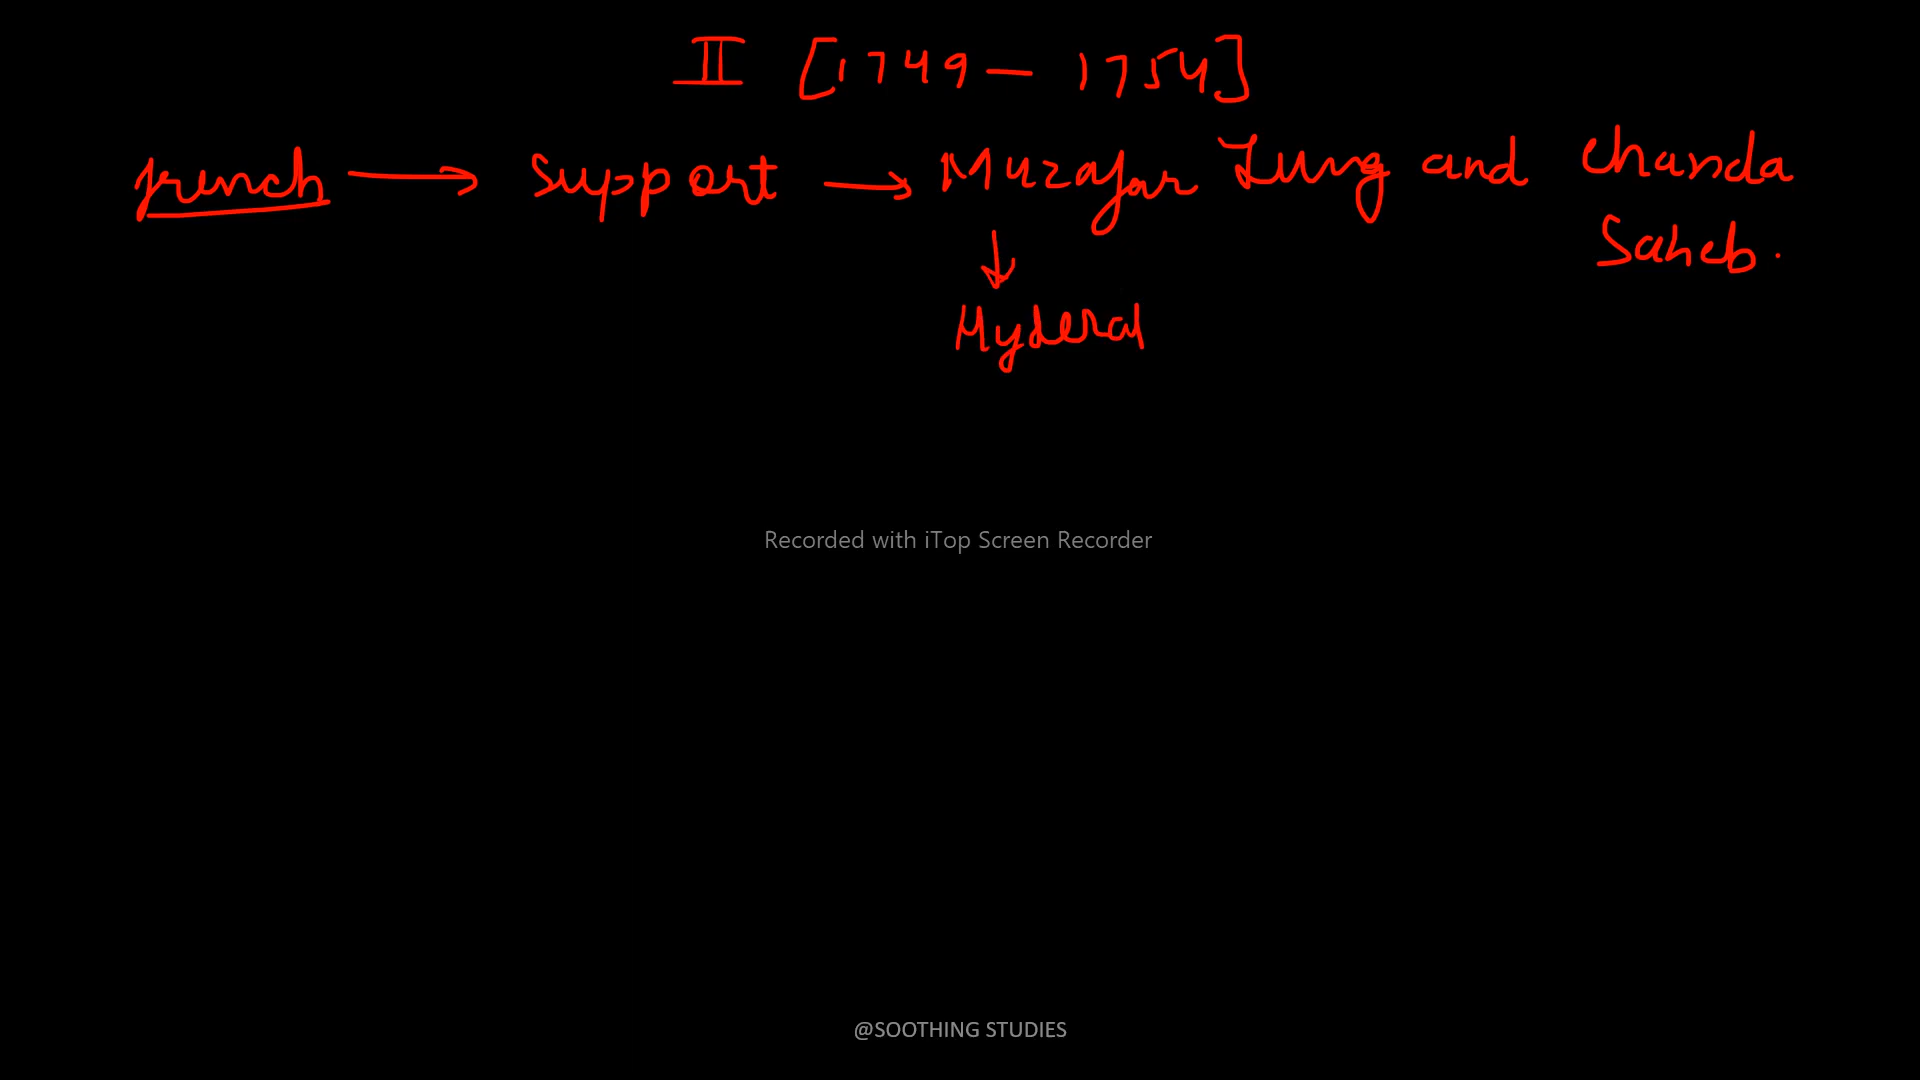 II [1749 — 1754]
french → Support → Muzafar Jung and Chanda
Saheb.
↓
Hyderal
Recorded with iTop Screen Recorder
@SOOTHING STUDIES